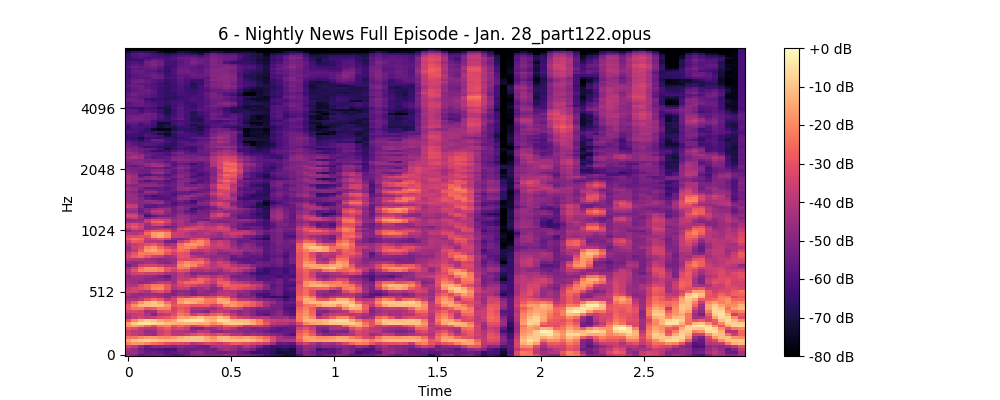 6 - Nightly News Full Episode - Jan. 28_part122.opus
Hz
4096
2048
1024
512
0
0 0.5 1 1.5 2 2.5
Time
+0 dB
-10 dB
-20 dB
-30 dB
-40 dB
-50 dB
-60 dB
-70 dB
-80 dB